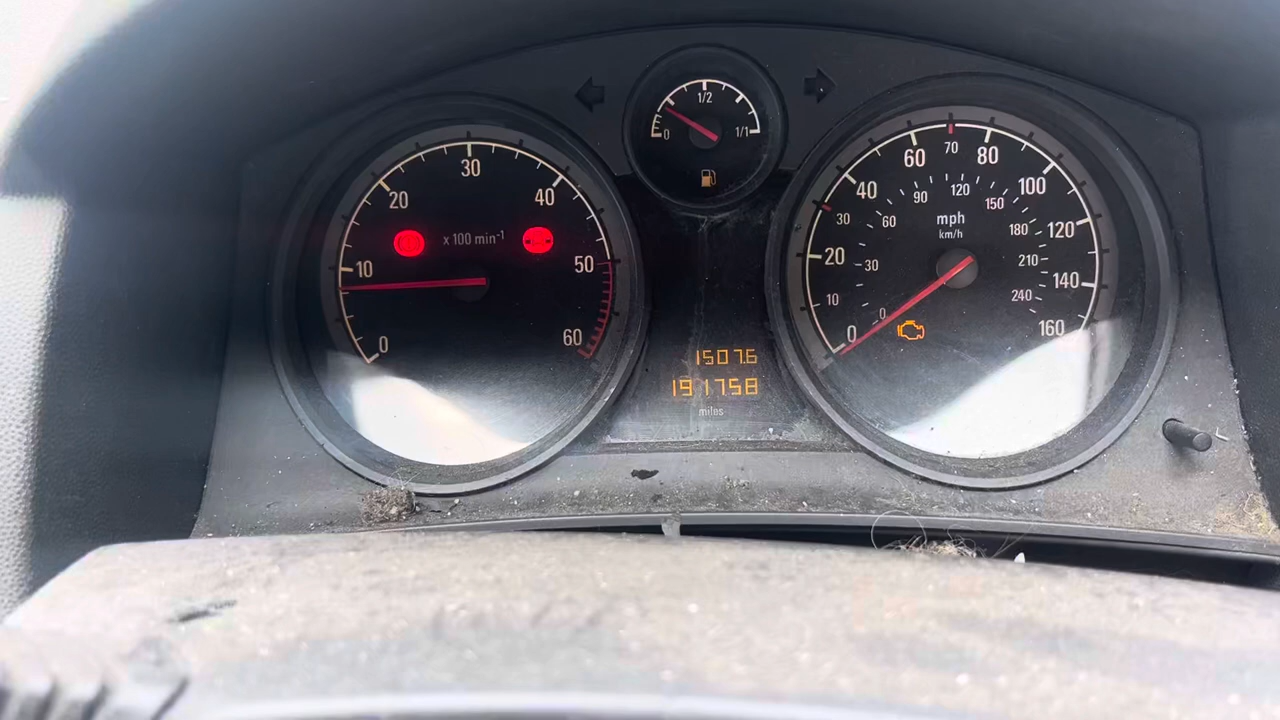 0 1/2 1/1
0 10 20 30 40 50 60
x 100 min-1
0 10 20 30 40 60 70 80 100 120 140 160
mph
km/h
0 30 60 90 120 150 180 210 240
1507.6
191758
miles